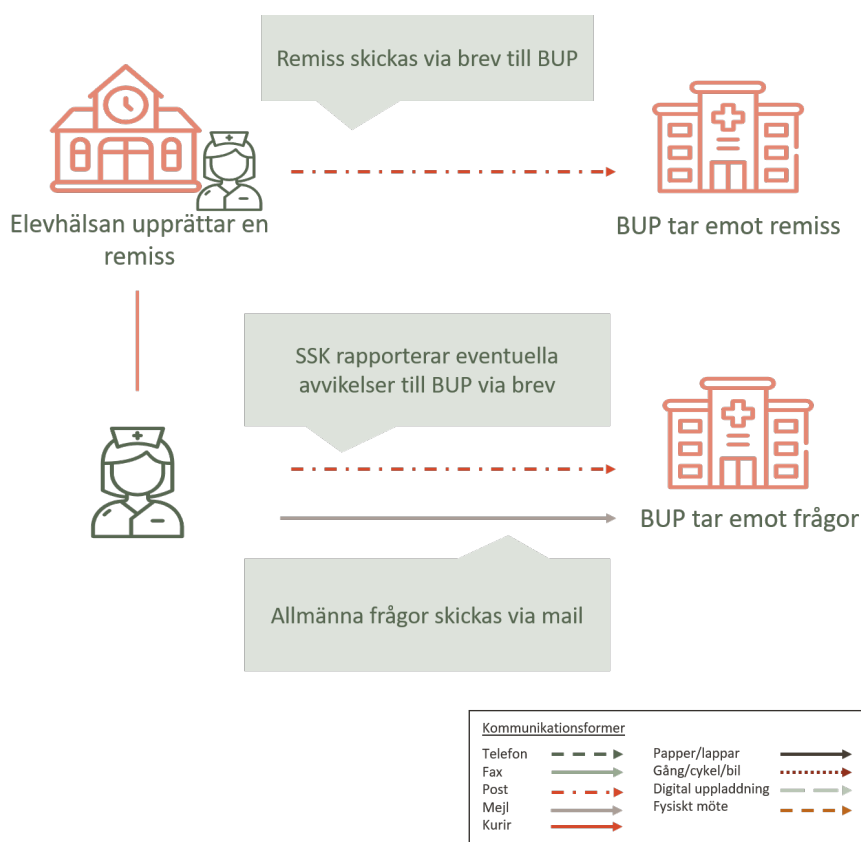 Remiss skickas via brev till BUP
Elevhälsan upprättar en
remiss
BUP tar emot remiss
SSK rapporterar eventuella
avvikelser till BUP via brev
BUP tar emot frågor
Allmänna frågor skickas via mail
Kommunikationsformer
Telefon
Fax
Post
Mejl
Kurir
Papper/lappar
Gång/cykel/bil
Digital uppladdning
Fysiskt möte